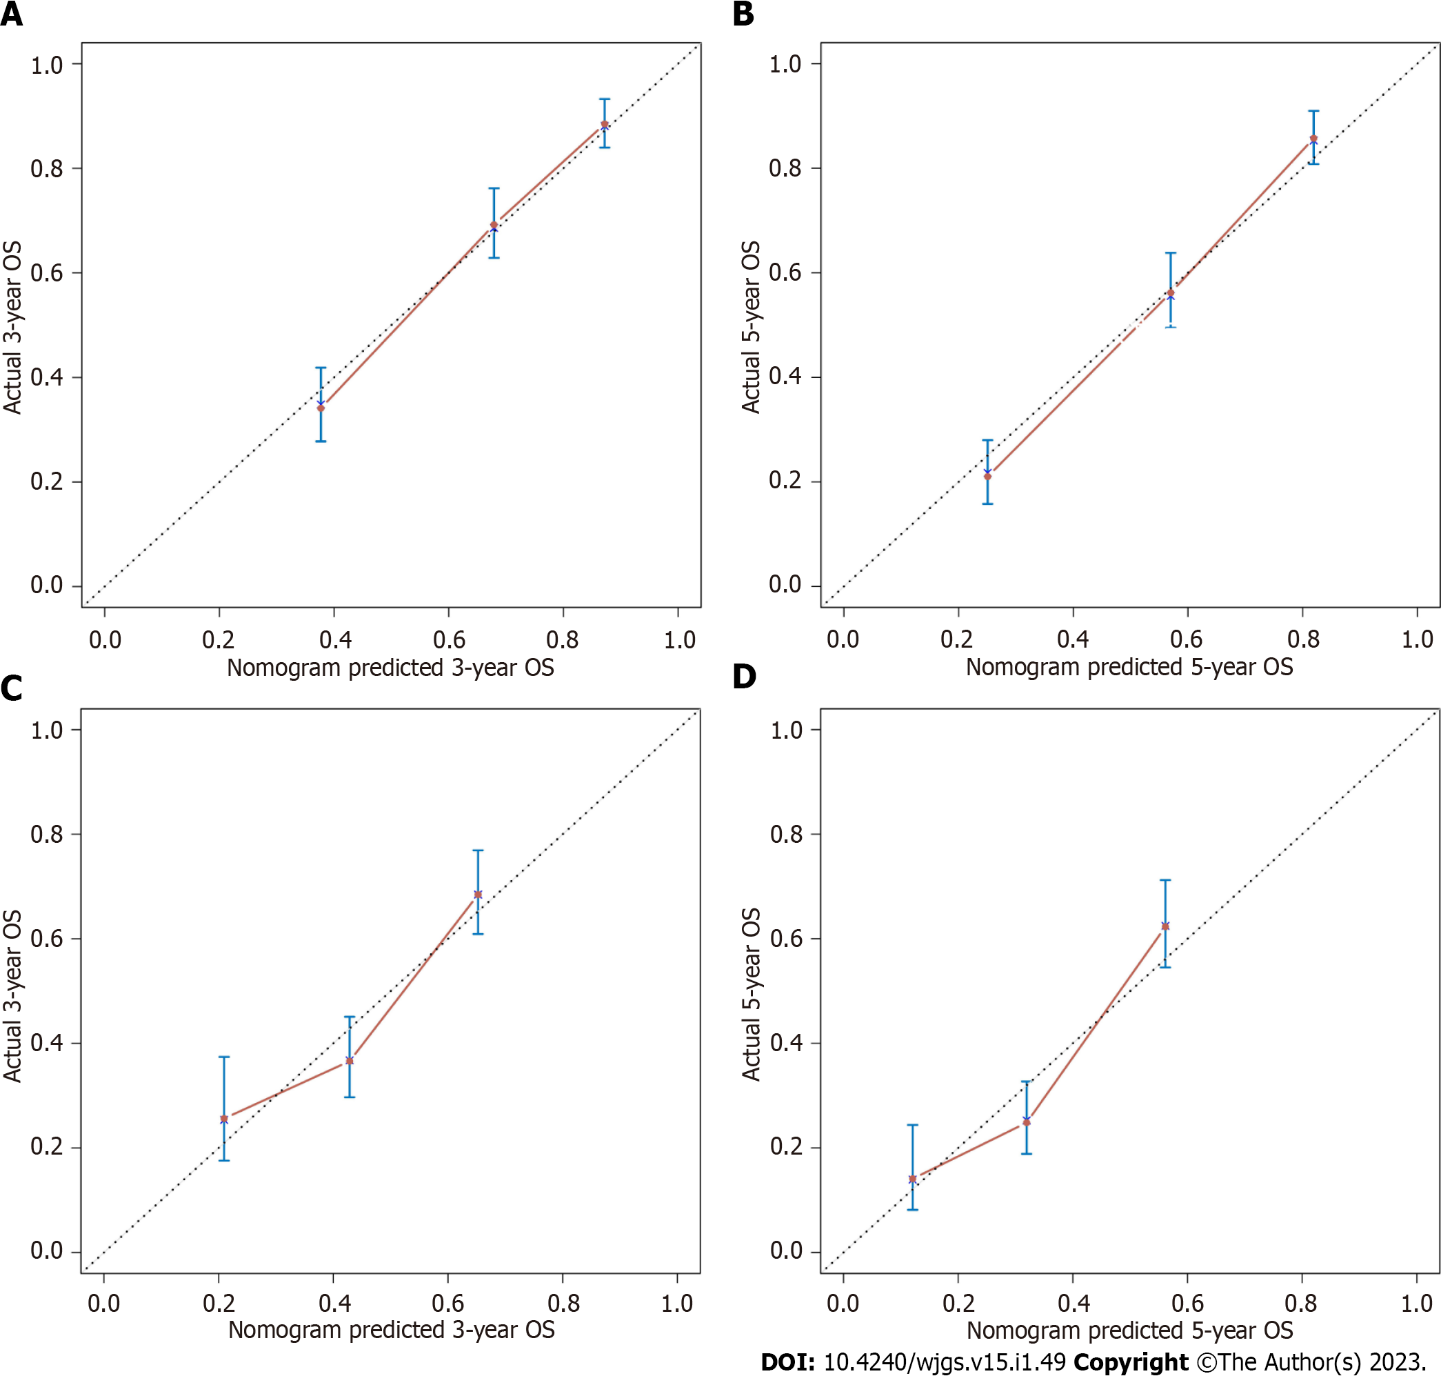 A
1.0
0.8
0.6
0.4
0.2
0.0
Actual 3-year OS
0.0 0.2 0.4 0.6 0.8 1.0
Nomogram predicted 3-year OS
B
1.0
0.8
0.6
0.4
0.2
0.0
Actual 5-year OS
0.0 0.2 0.4 0.6 0.8 1.0
Nomogram predicted 5-year OS
C
1.0
0.8
0.6
0.4
0.2
0.0
Actual 3-year OS
0.0 0.2 0.4 0.6 0.8 1.0
Nomogram predicted 3-year OS
D
1.0
0.8
0.6
0.4
0.2
0.0
Actual 5-year OS
0.0 0.2 0.4 0.6 0.8 1.0
Nomogram predicted 5-year OS
DOI: 10.4240/wjgs.v15.i1.49 Copyright ©The Author(s) 2023.